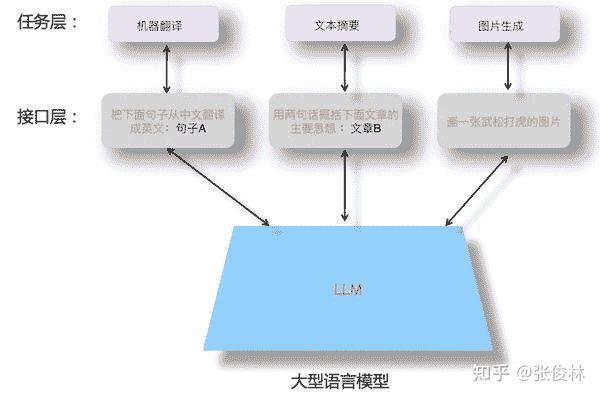 任务层：
机器翻译
文本摘要
图片生成
接口层：
把下面句子从中文翻译
成英文：句子A
用两句话概括下面文章的
主要思想：文章B
画一张武松打虎的图片
LLM
大型语言模型
知乎 @张俊林